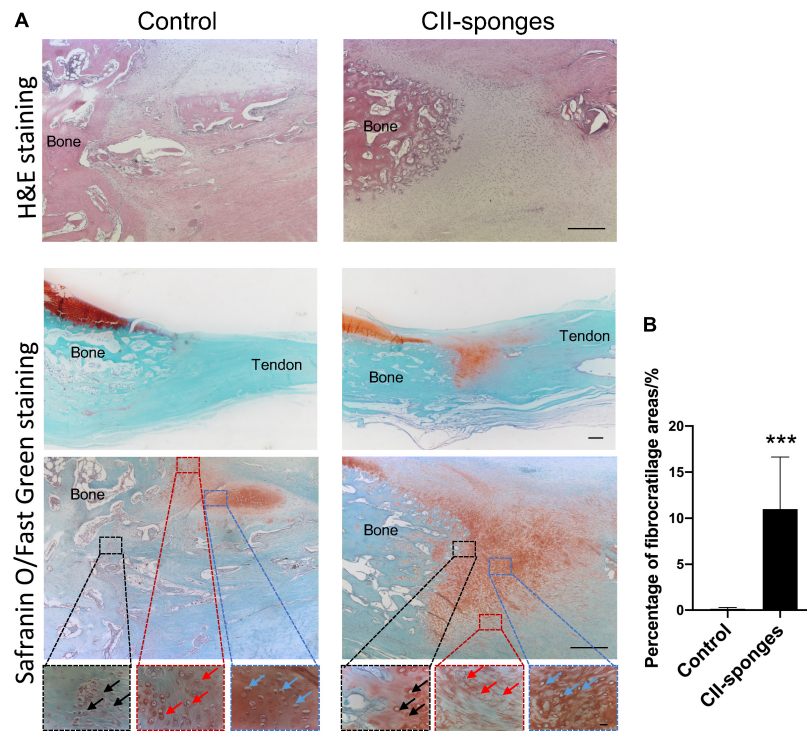 A
Control
CII-sponges
H&E staining
Bone
Bone
Safranin O/Fast Green staining
Bone
Tendon
Bone
Tendon
Bone
Bone
B
Percentage of fibrocratilage areas/%
20
15
10
5
0
***
Control
CII-sponges